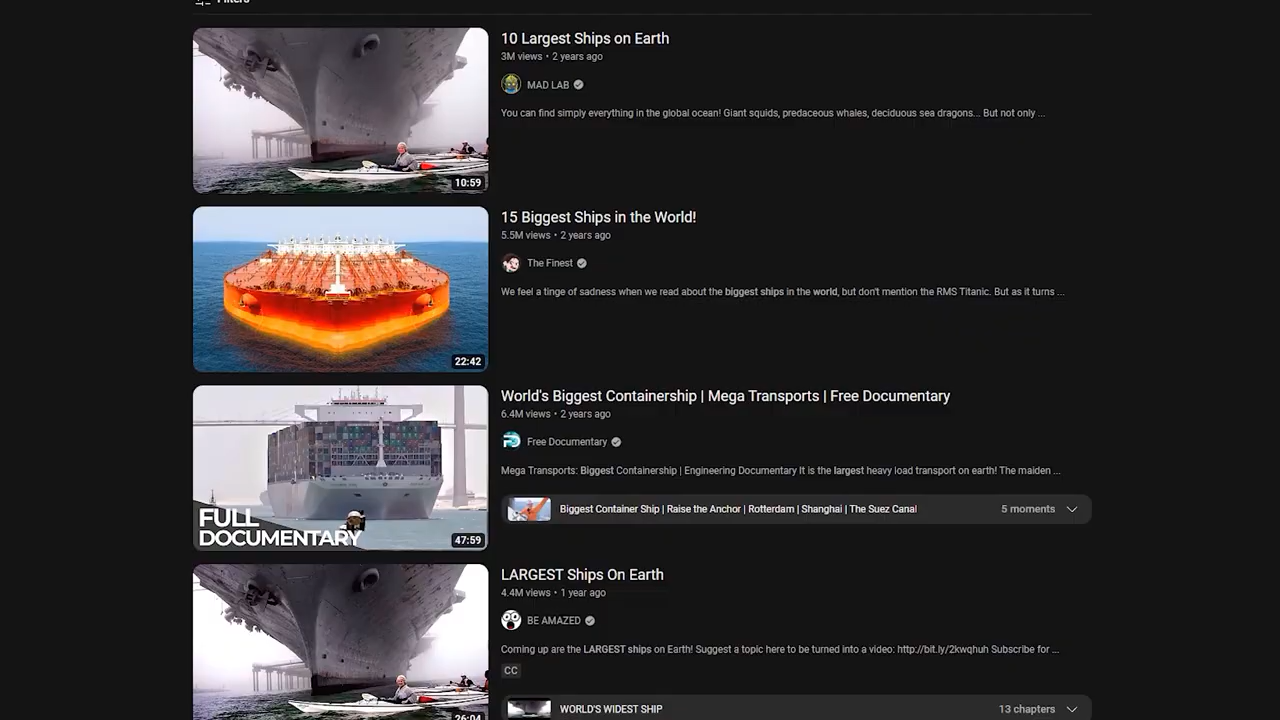 Filters
10 Largest Ships on Earth
3M views • 2 years ago
MAD LAB
You can find simply everything in the global ocean! Giant squids, predaceous whales, deciduous sea dragons... But not only ...
10:59
15 Biggest Ships in the World!
5.5M views • 2 years ago
The Finest
We feel a tinge of sadness when we read about the biggest ships in the world, but don't mention the RMS Titanic. But as it turns ...
22:42
World's Biggest Containership | Mega Transports | Free Documentary
6.4M views • 2 years ago
Free Documentary
Mega Transports: Biggest Containership | Engineering Documentary It is the largest heavy load transport on earth! The maiden ...
Biggest Container Ship | Raise the Anchor | Rotterdam | Shanghai | The Suez Canal
5 moments
FULL
DOCUMENTARY
47:59
LARGEST Ships On Earth
4.4M views • 1 year ago
BE AMAZED
Coming up are the LARGEST ships on Earth! Suggest a topic here to be turned into a video: http://bit.ly/2kwqhuh Subscribe for ...
CC
WORLD'S WIDEST SHIP
13 chapters
26:04